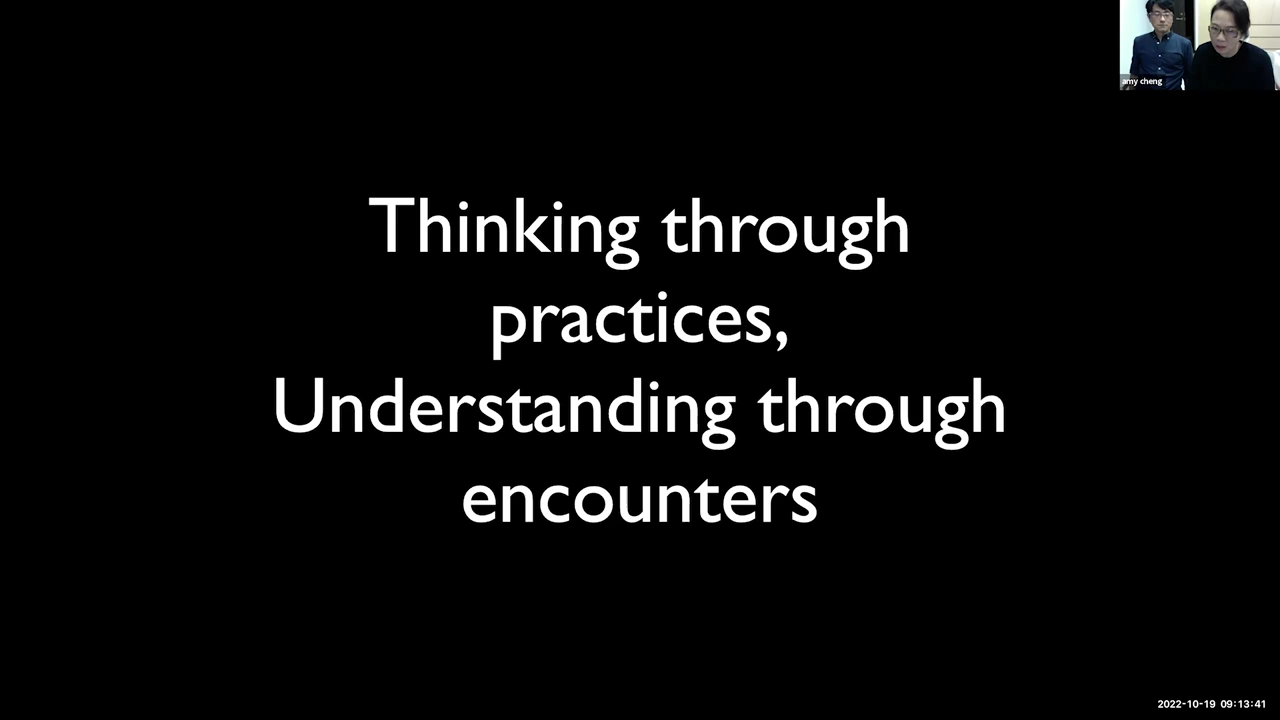 amy cheng
Thinking through
practices,
Understanding through
encounters
2022-10-19 09:13:41